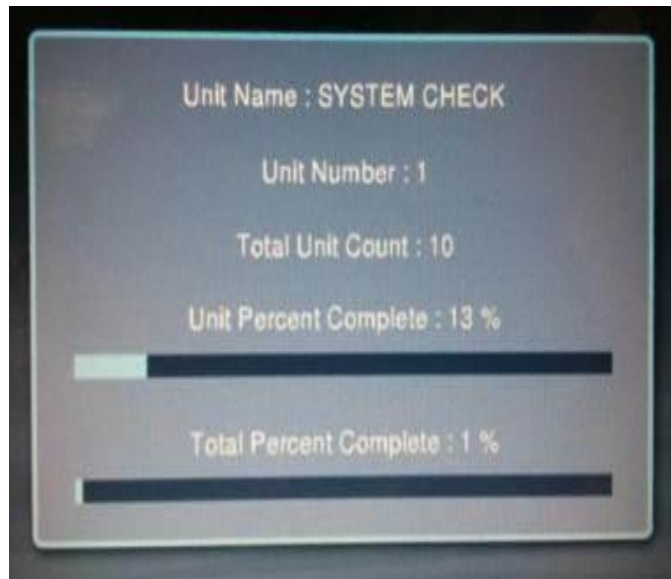 Unit Name : SYSTEM CHECK
Unit Number : 1
Total Unit Count : 10
Unit Percent Complete : 13 %
Total Percent Complete : 1 %